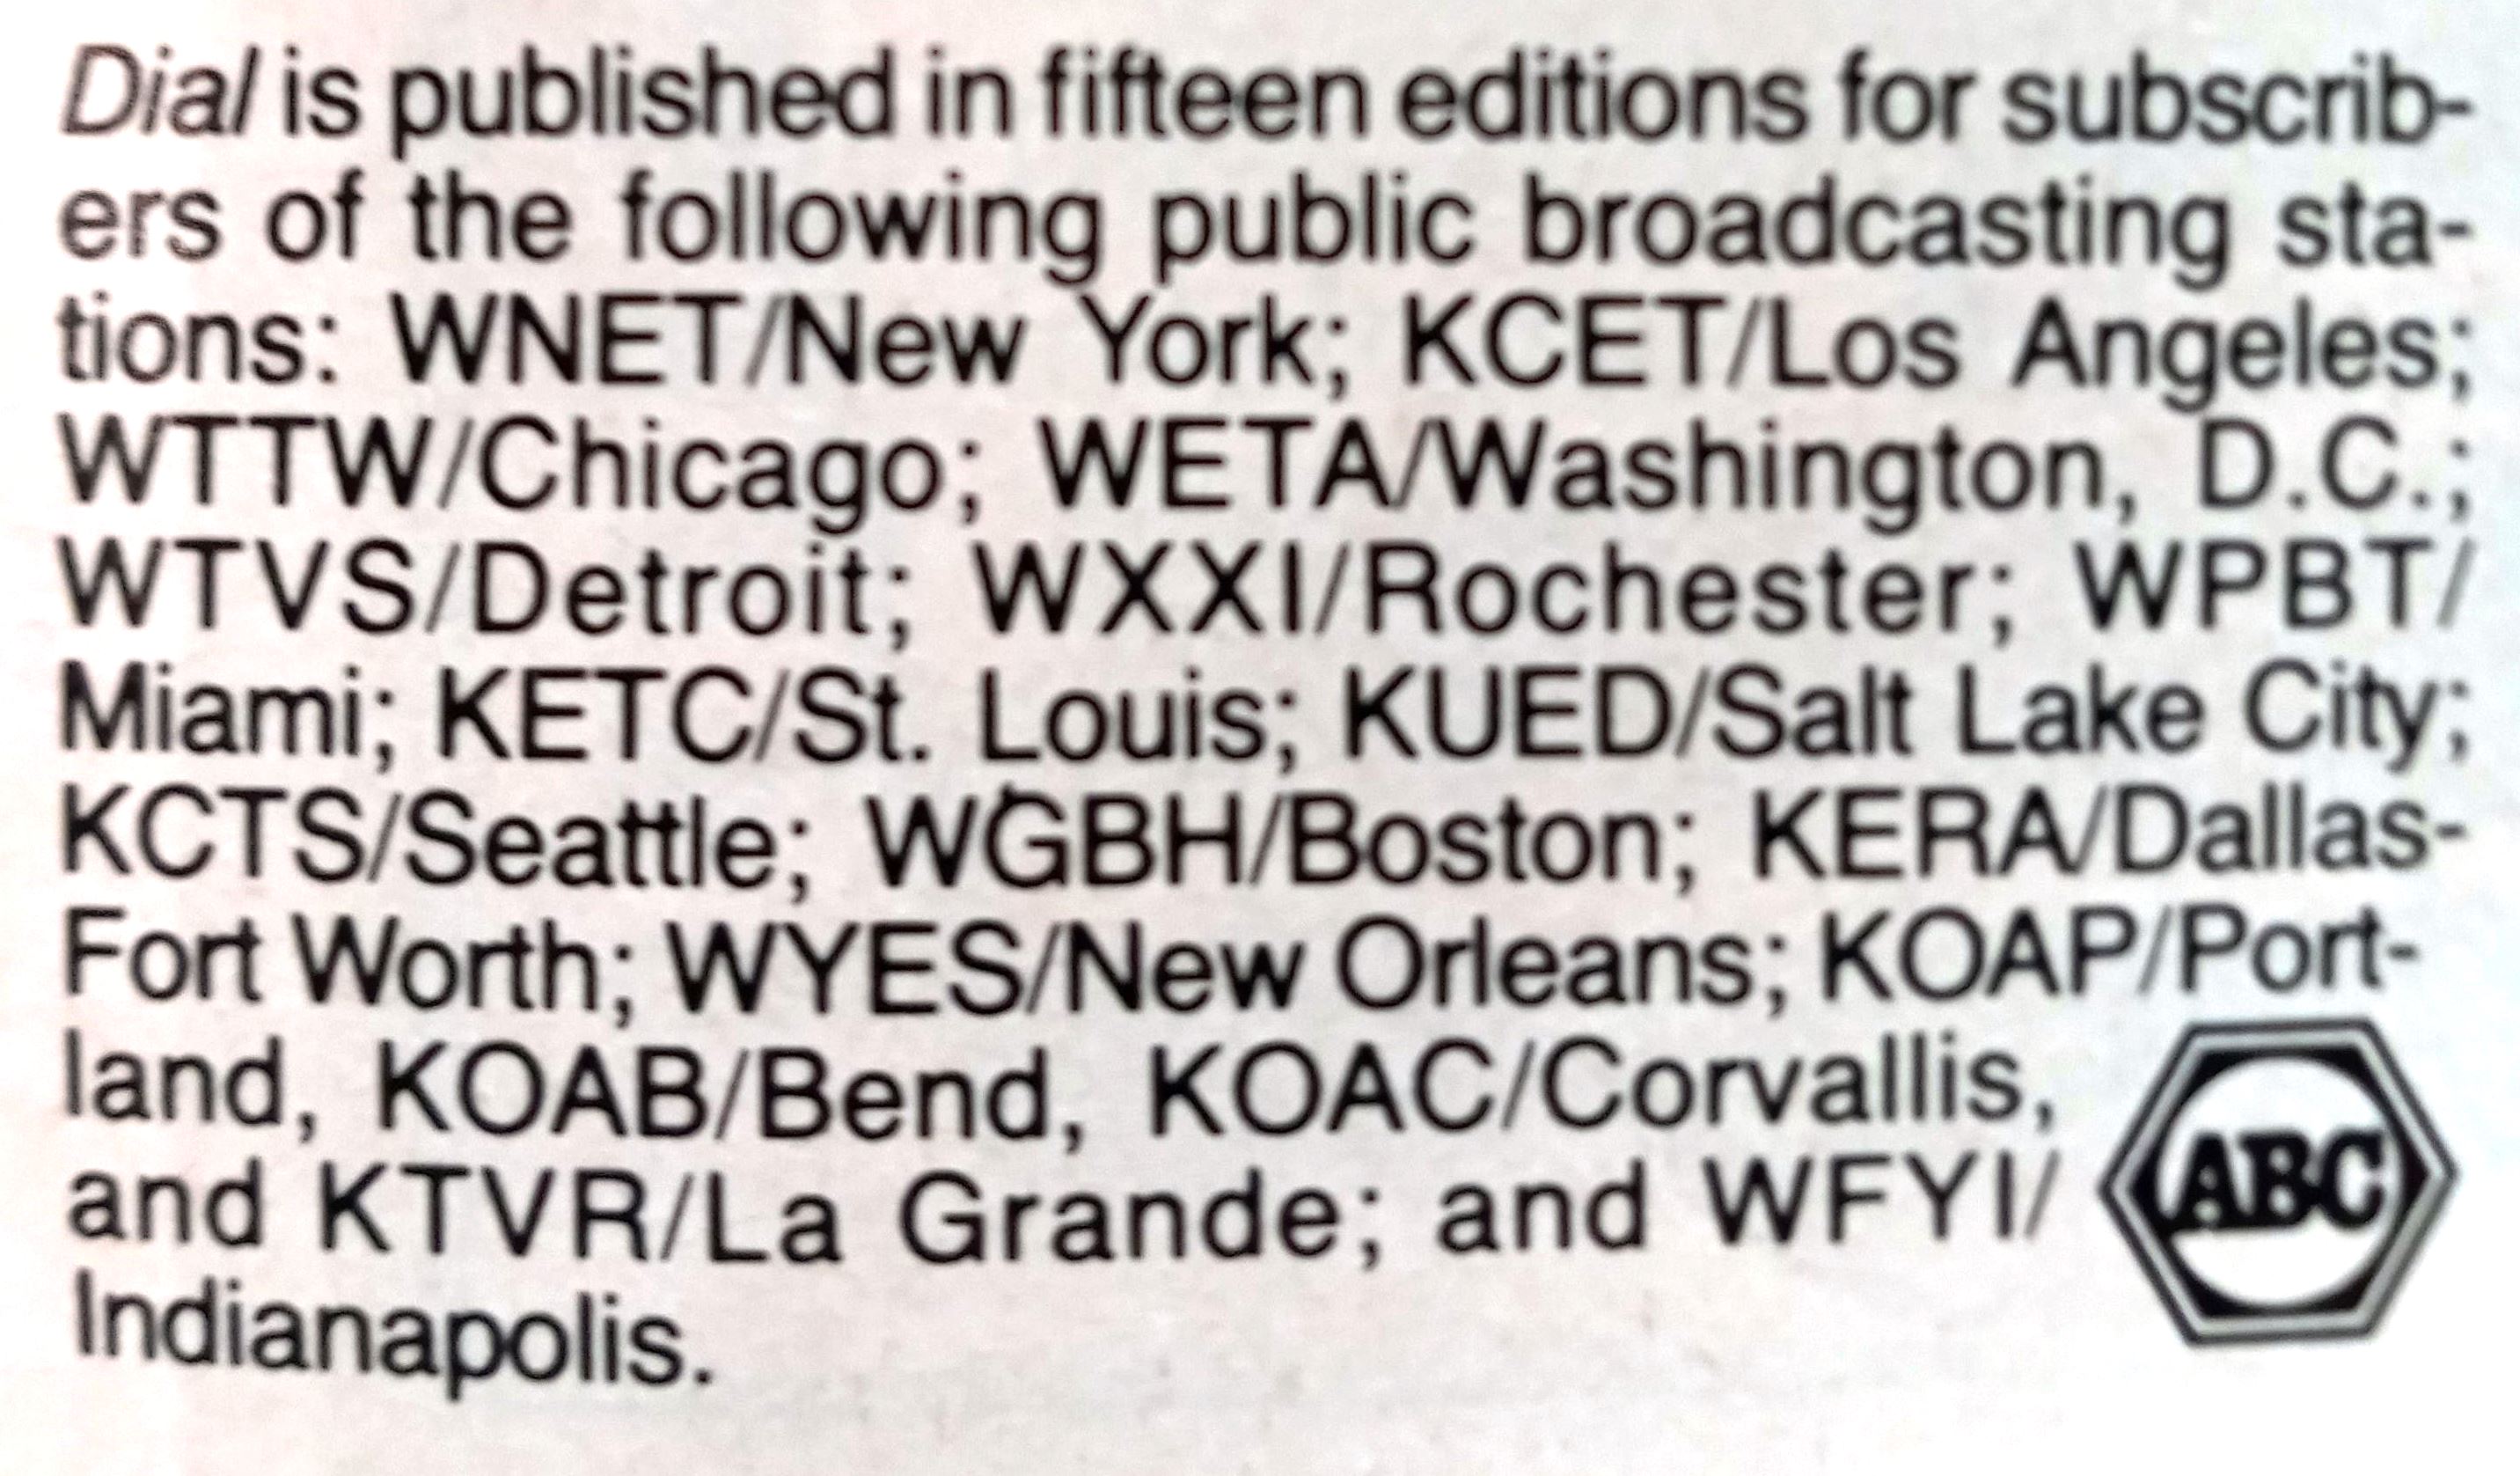 Dial is published in fifteen editions for subscrib-
ers of the following public broadcasting sta-
tions: WNET/New York; KCET/Los Angeles;
WTTW/Chicago; WETA/Washington, D.C.;
WTVS/Detroit; WXXI/Rochester; WPBT/
Miami; KETC/St. Louis; KUED/Salt Lake City;
KCTS/Seattle; WGBH/Boston; KERA/Dallas-
Fort Worth; WYES/New Orleans; KOAP/Port-
land, KOAB/Bend, KOAC/Corvallis,
and KTVR/La Grande; and WFYI/
Indianapolis.
ABC